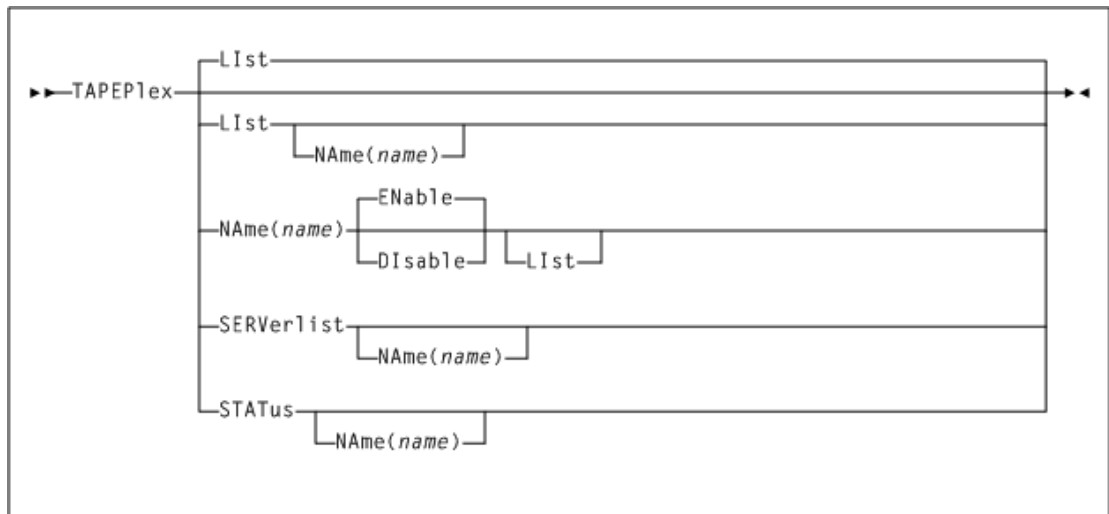 LIst
TAPEPlex
LIst
NAme(name)
ENable
NAme(name)
DIsable
LIst
SERVerlist
NAme(name)
STATus
NAme(name)